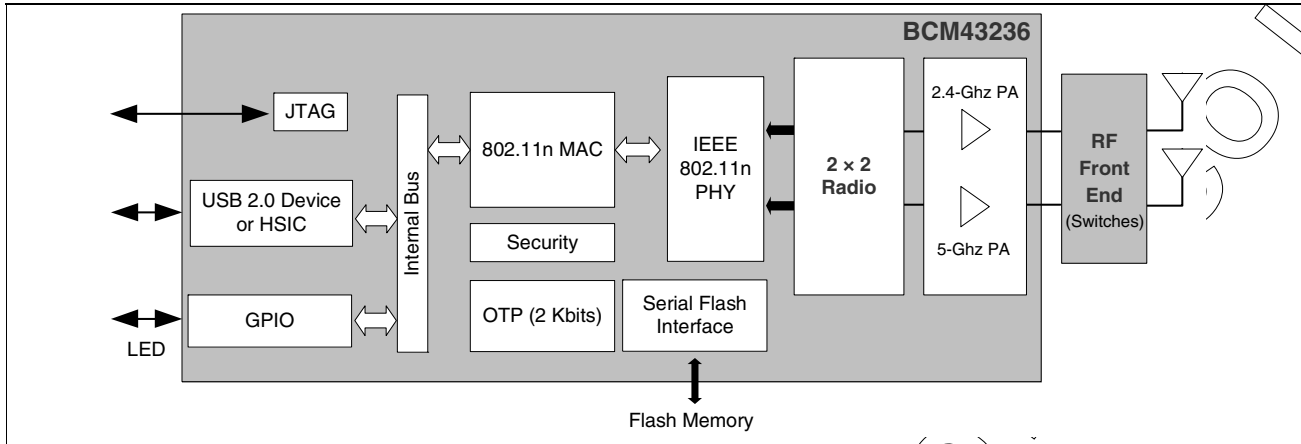 BCM43236
JTAG
USB 2.0 Device
or HSIC
GPIO
LED
Internal Bus
802.11n MAC
Security
OTP (2 Kbits)
Serial Flash
Interface
Flash Memory
IEEE
802.11n
PHY
2 × 2
Radio
2.4-Ghz PA
5-Ghz PA
RF
Front
End
(Switches)